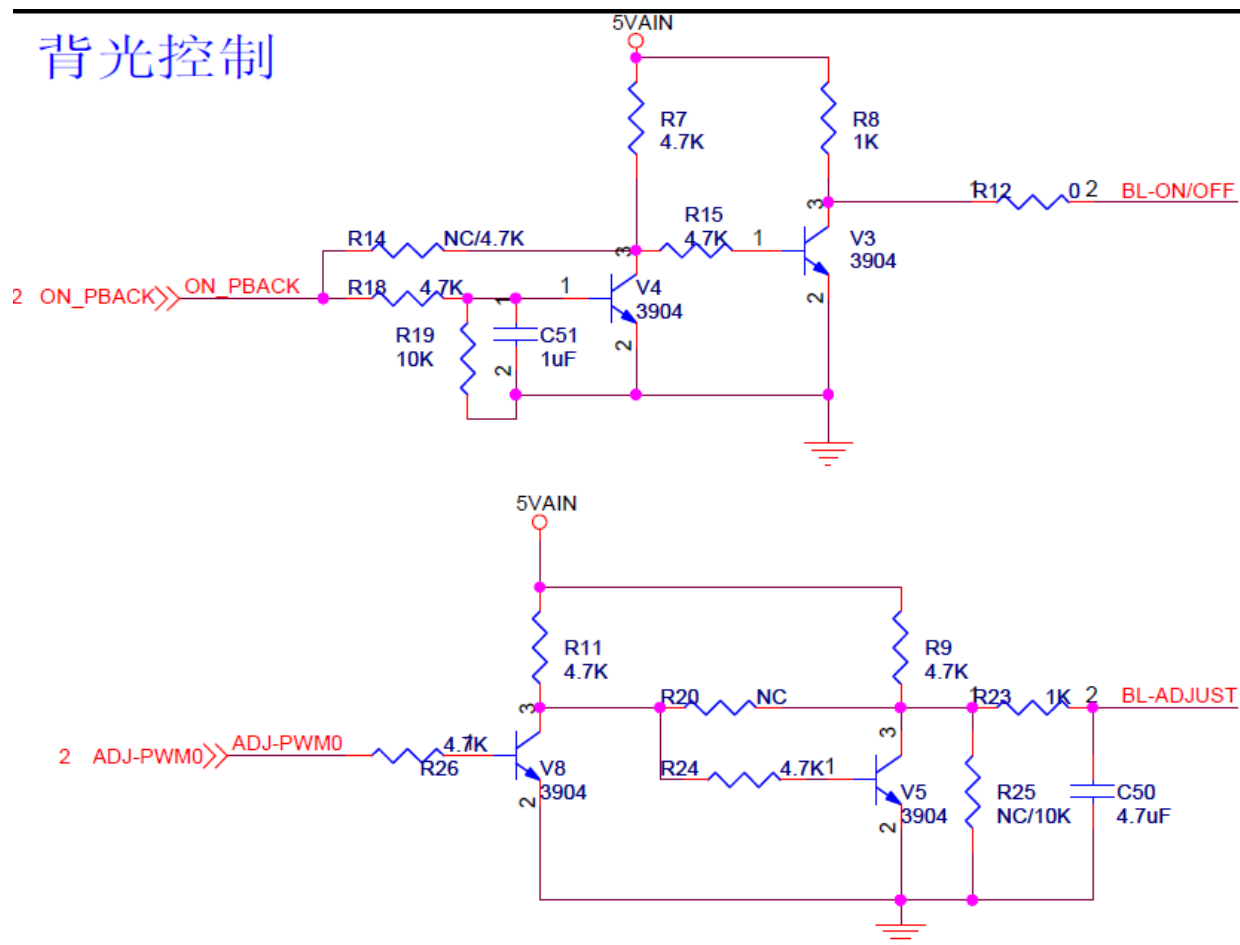 背光控制
5VAIN
R7
4.7K
R8
1K
1
R12
0
2
BL-ON/OFF
3
R15
4.7K
1
V3
3904
2
R14
NC/4.7K
3
2
ON_PBACK
ON_PBACK
R18
4.7K
1
1
V4
3904
2
R19
10K
C51
1uF
2
5VAIN
R11
4.7K
R9
4.7K
3
R20
NC
1
R23
1K
2
BL-ADJUST
3
2
ADJ-PWM0
ADJ-PWM0
4.7K
1
R26
V8
3904
2
R24
4.7K
1
V5
3904
2
R25
NC/10K
C50
4.7uF